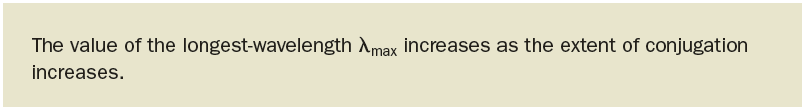 The value of the longest-wavelength λmax increases as the extent of conjugation
increases.